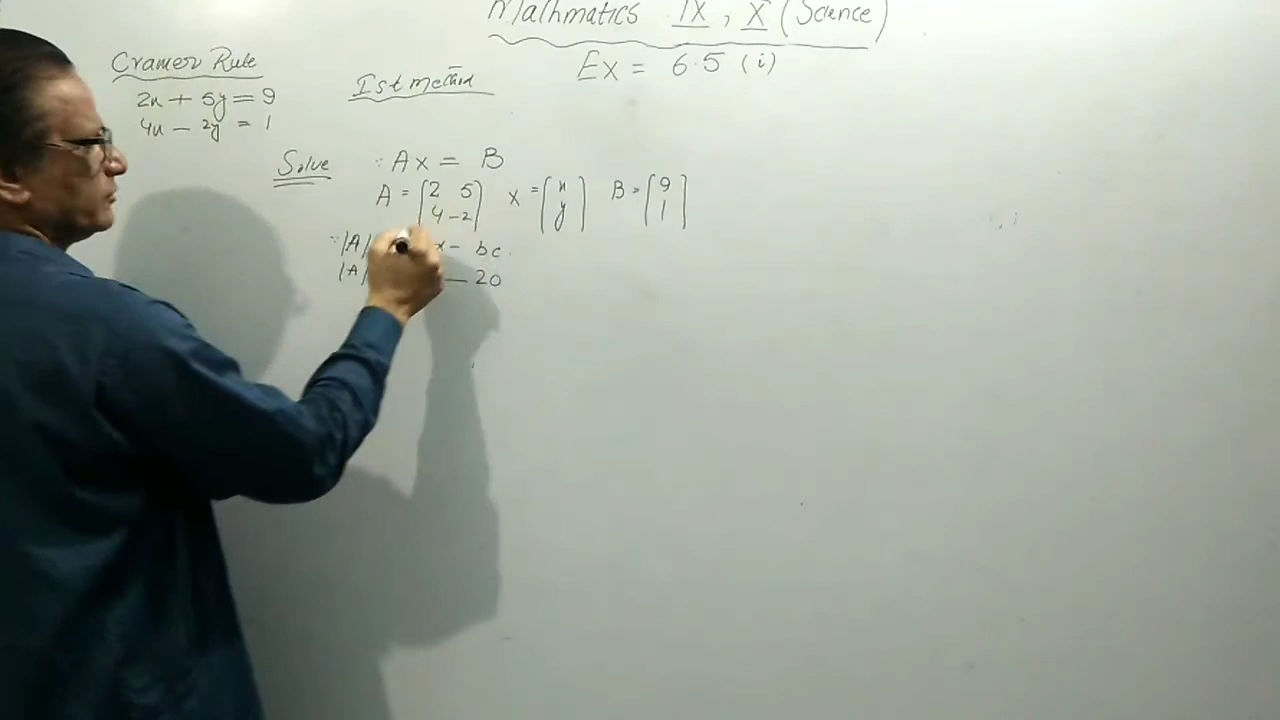 Mathmatics IX, X (Science)
Ex = 6.5 (i)
Cramer Rule
2x + 5y = 9
4x - 2y = 1
Ist method
Solve ∵ Ax = B
A = [2 5 4 -2] X = [x y] B = [9 1]
∵ |A| - bc
|A| - 20